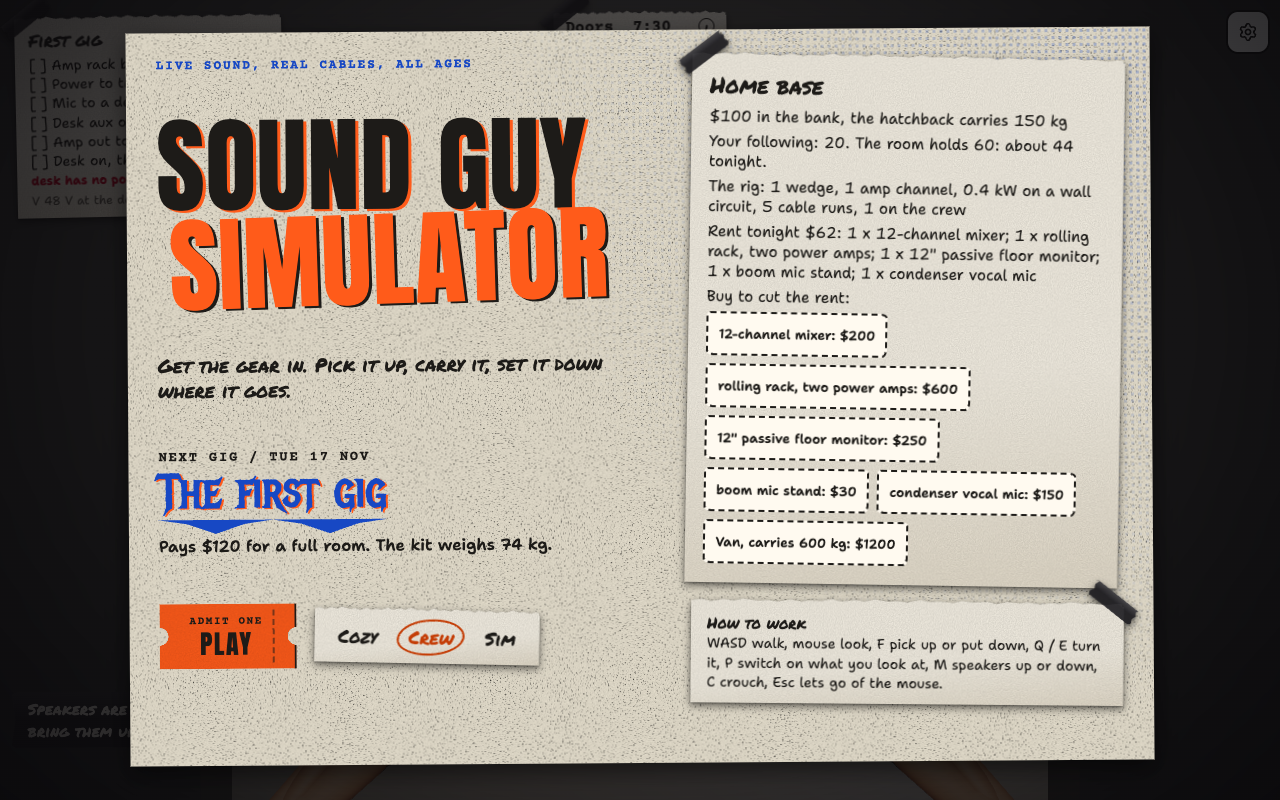 First gig
[ ] Amp rack
[ ] Power to
[ ] Mic to a
[ ] Desk aux
[ ] Amp out to
[ ] Desk on,
desk has no
V 48 V at the
Doors 7:30
LIVE SOUND, REAL CABLES, ALL AGES
SOUND GUY
SIMULATOR
Get the gear in. Pick it up, carry it, set it down
where it goes.
NEXT GIG / TUE 17 NOV
The First Gig
Pays $120 for a full room. The kit weighs 74 kg.
ADMIT ONE
PLAY
Cozy
Crew
Sim
Home base
$100 in the bank, the hatchback carries 150 kg
Your following: 20. The room holds 60: about 44
tonight.
The rig: 1 wedge, 1 amp channel, 0.4 kW on a wall
circuit, 5 cable runs, 1 on the crew
Rent tonight $62: 1 x 12-channel mixer; 1 x rolling
rack, two power amps; 1 x 12" passive floor monitor;
1 x boom mic stand; 1 x condenser vocal mic
Buy to cut the rent:
12-channel mixer: $200
rolling rack, two power amps: $600
12" passive floor monitor: $250
boom mic stand: $30
condenser vocal mic: $150
Van, carries 600 kg: $1200
How to work
WASD walk, mouse look, F pick up or put down, Q / E turn
it, P switch on what you look at, M speakers up or down,
C crouch, Esc lets go of the mouse.
Speakers are
bring them